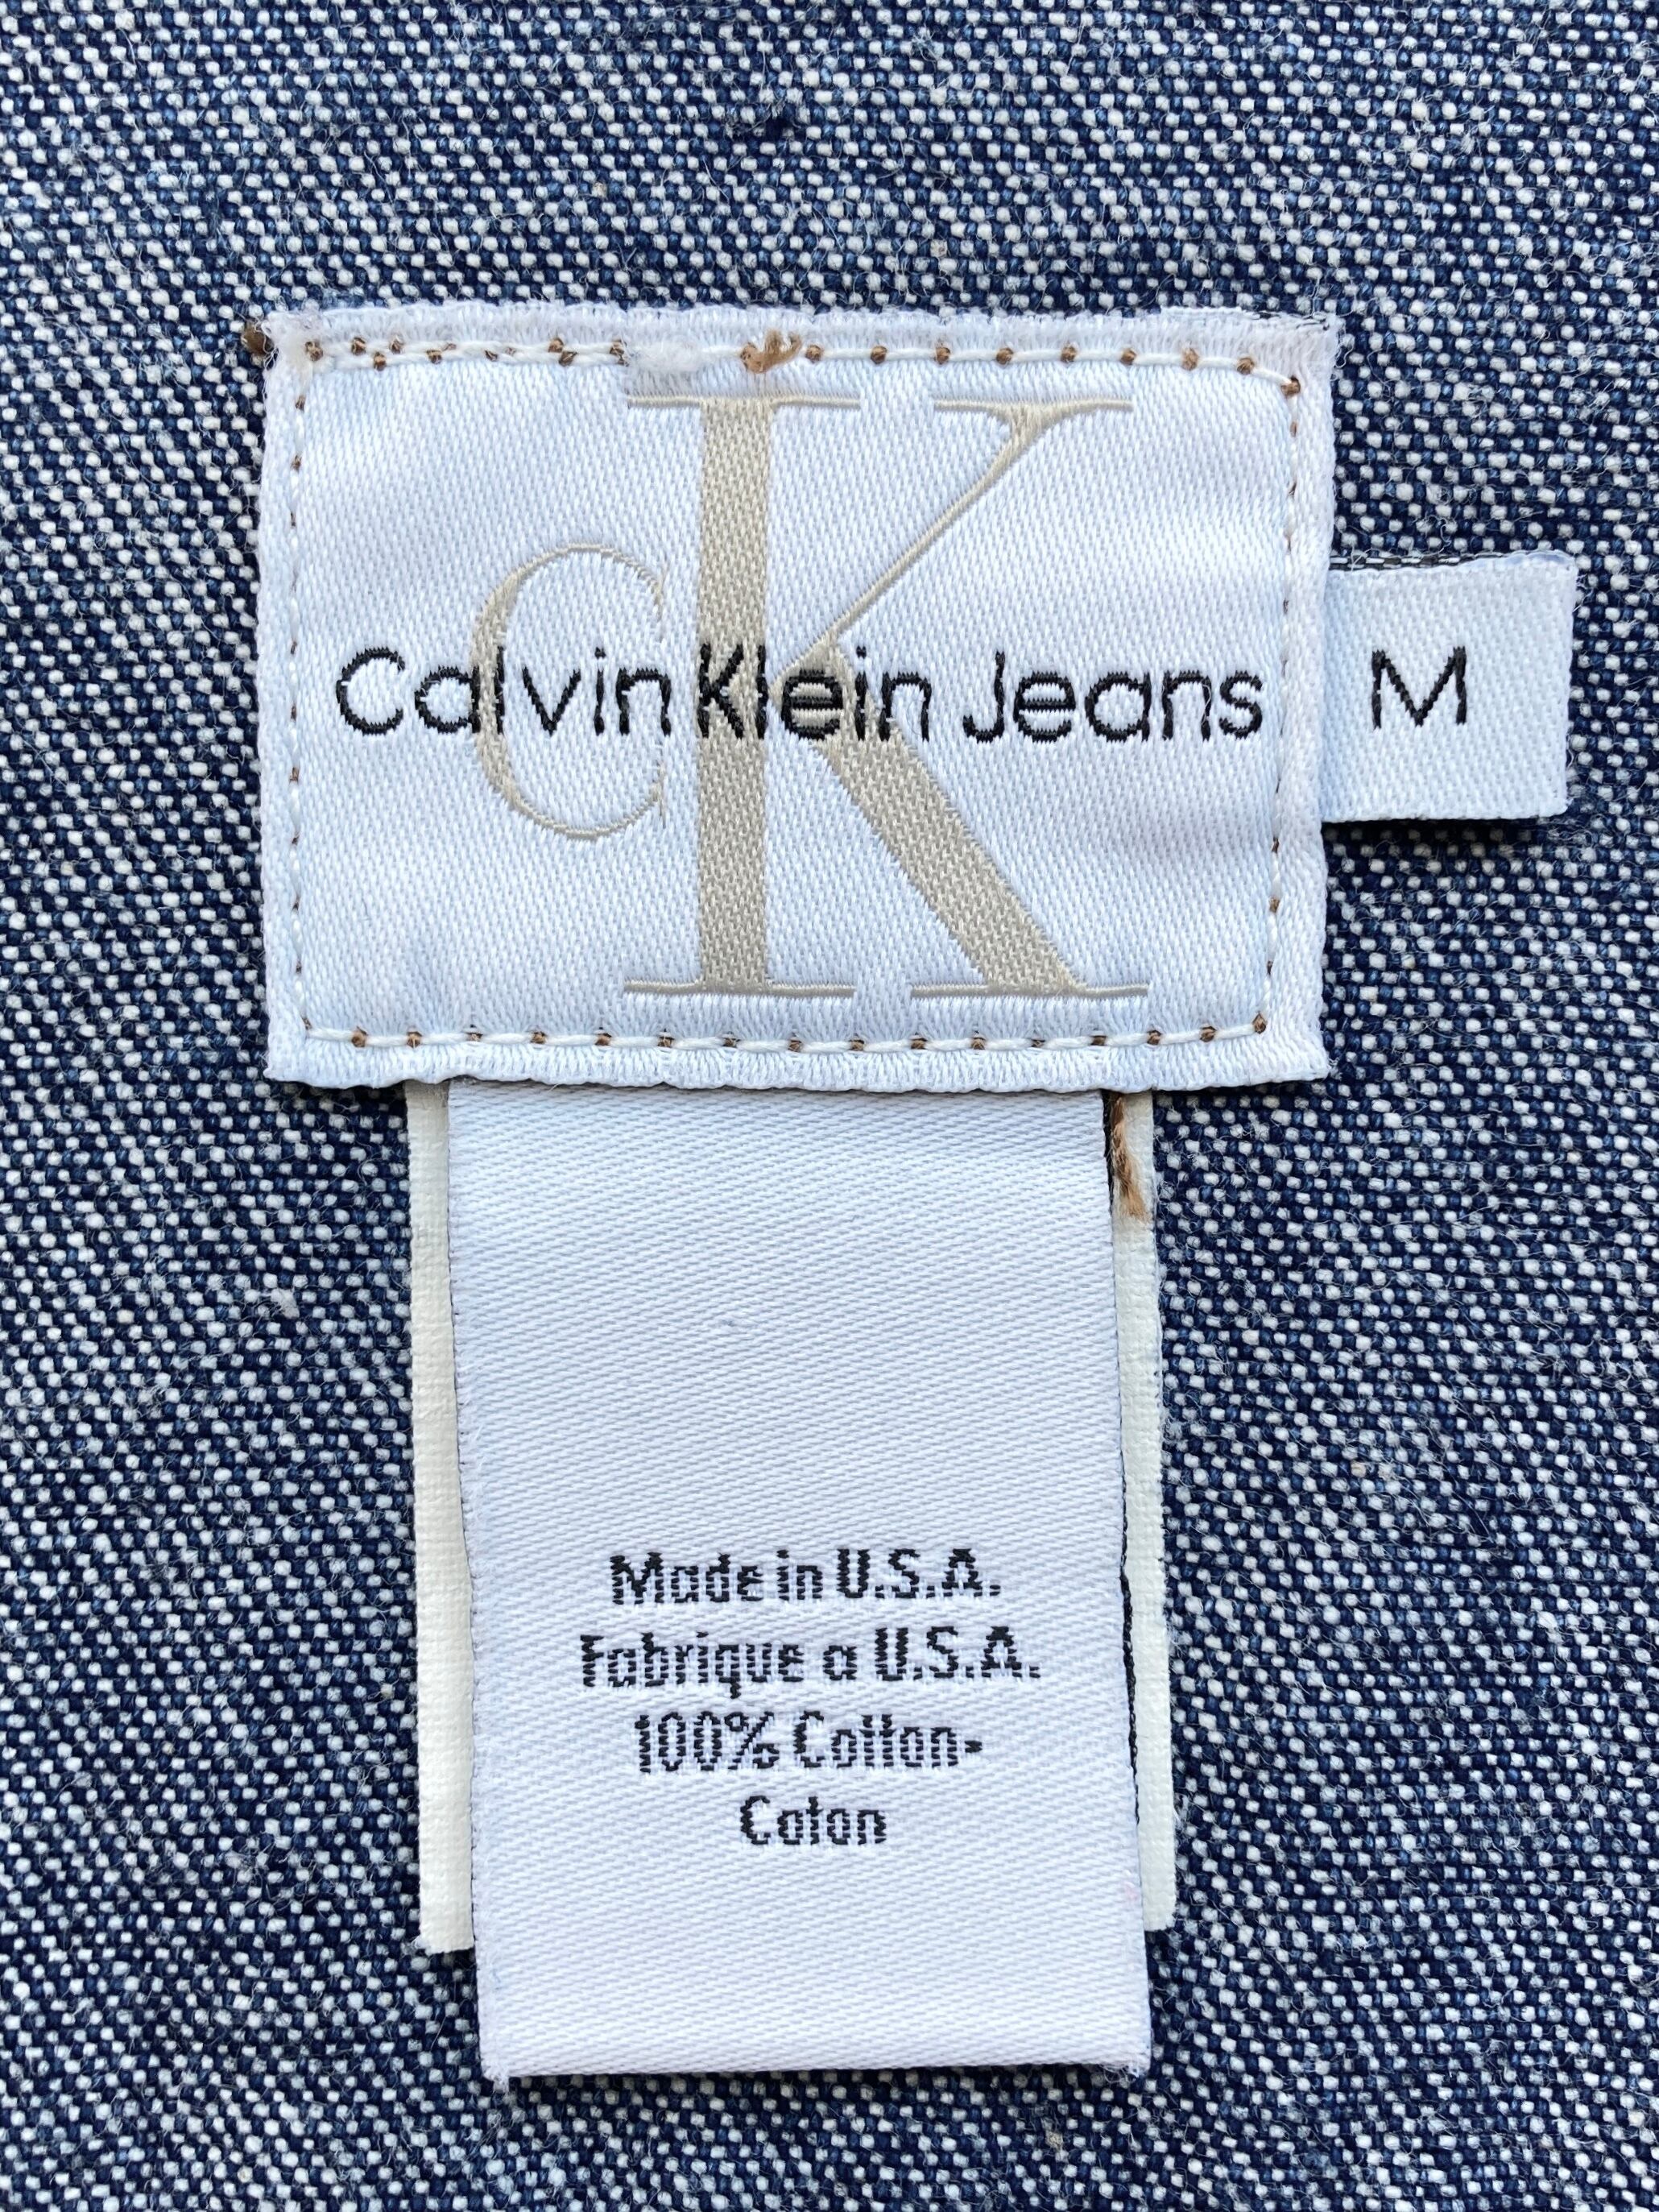 CK
Calvin Klein Jeans
M
Made in U.S.A.
Fabrique a U.S.A.
100% Cotton-
Coton